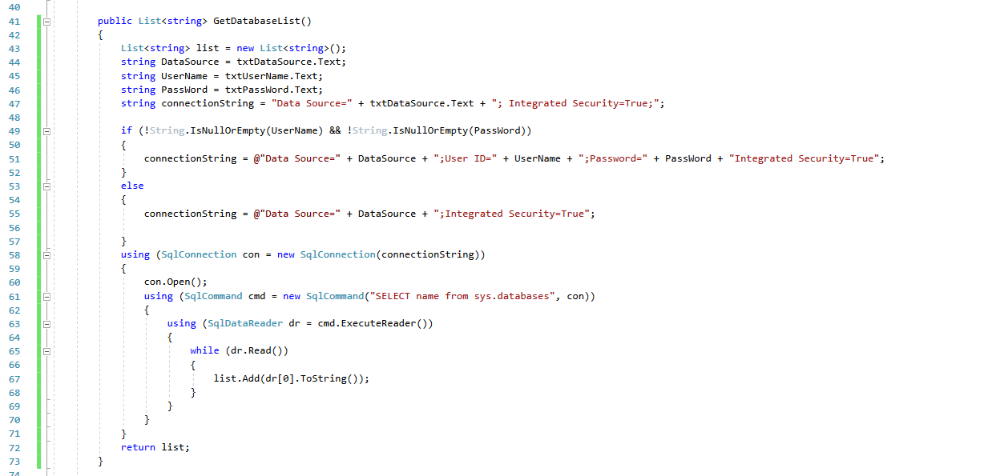 40
41 public List<string> GetDatabaseList()
42 {
43 List<string> list = new List<string>();
44 string DataSource = txtDataSource.Text;
45 string UserName = txtUserName.Text;
46 string PassWord = txtPassWord.Text;
47 string connectionString = "Data Source=" + txtDataSource.Text + "; Integrated Security=True;";
48
49 if (!String.IsNullOrEmpty(UserName) && !String.IsNullOrEmpty(PassWord))
50 {
51 connectionString = @"Data Source=" + DataSource + ";User ID=" + UserName + ";Password=" + PassWord + "Integrated Security=True";
52 }
53 else
54 {
55 connectionString = @"Data Source=" + DataSource + ";Integrated Security=True";
56
57 }
58 using (SqlConnection con = new SqlConnection(connectionString))
59 {
60 con.Open();
61 using (SqlCommand cmd = new SqlCommand("SELECT name from sys.databases", con))
62 {
63 using (SqlDataReader dr = cmd.ExecuteReader())
64 {
65 while (dr.Read())
66 {
67 list.Add(dr[0].ToString());
68 }
69 }
70 }
71 }
72 return list;
73 }
74